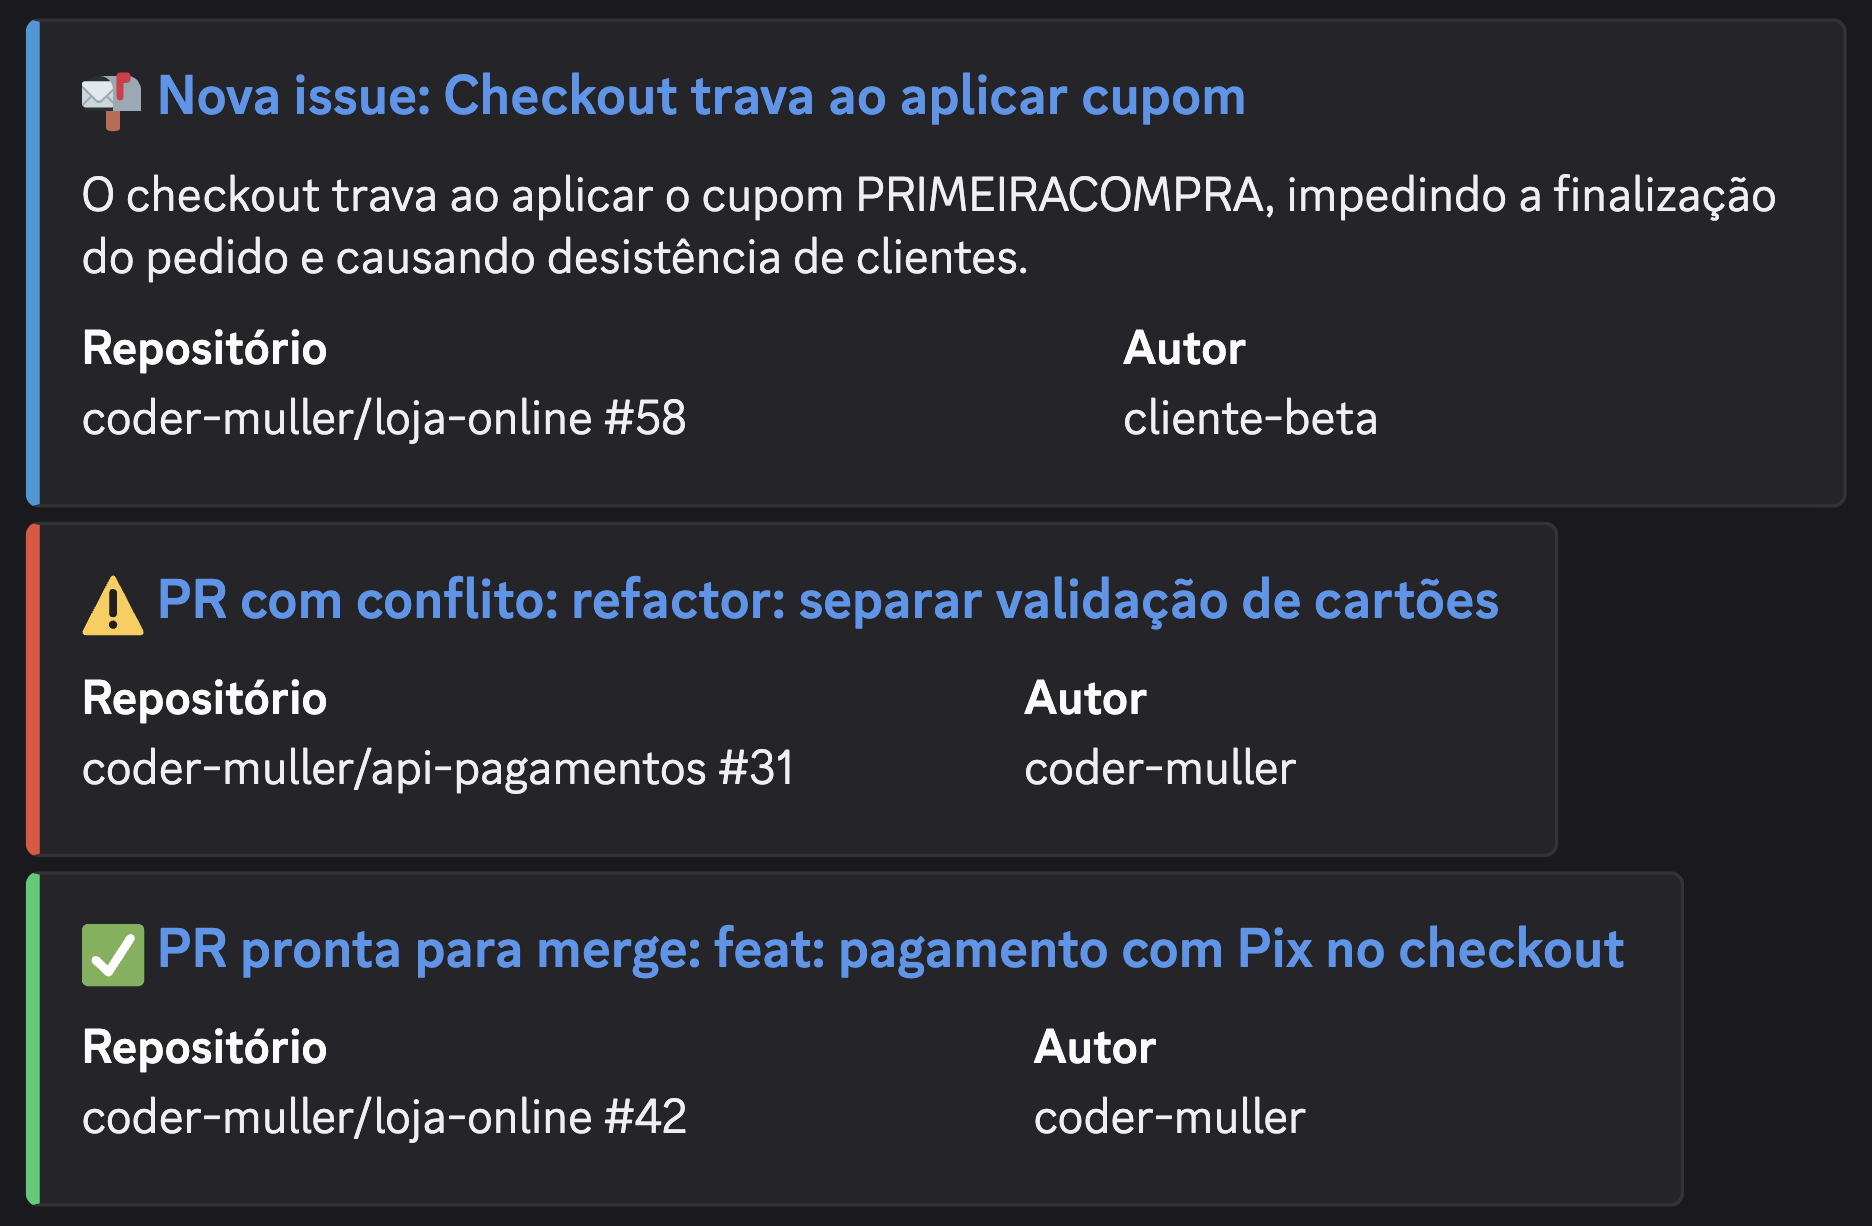 Nova issue: Checkout trava ao aplicar cupom
O checkout trava ao aplicar o cupom PRIMEIRACOMPRA, impedindo a finalização
do pedido e causando desistência de clientes.
Repositório
Autor
coder-muller/loja-online #58
cliente-beta
PR com conflito: refactor: separar validação de cartões
Repositório
Autor
coder-muller/api-pagamentos #31
coder-muller
PR pronta para merge: feat: pagamento com Pix no checkout
Repositório
Autor
coder-muller/loja-online #42
coder-muller